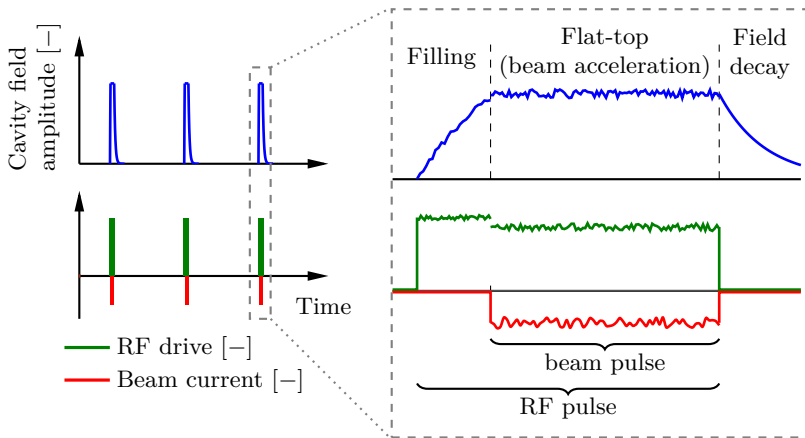 Cavity field
amplitude [−]
Time
RF drive [−]
Beam current [−]
Filling
Flat-top
(beam acceleration)
Field
decay
beam pulse
RF pulse